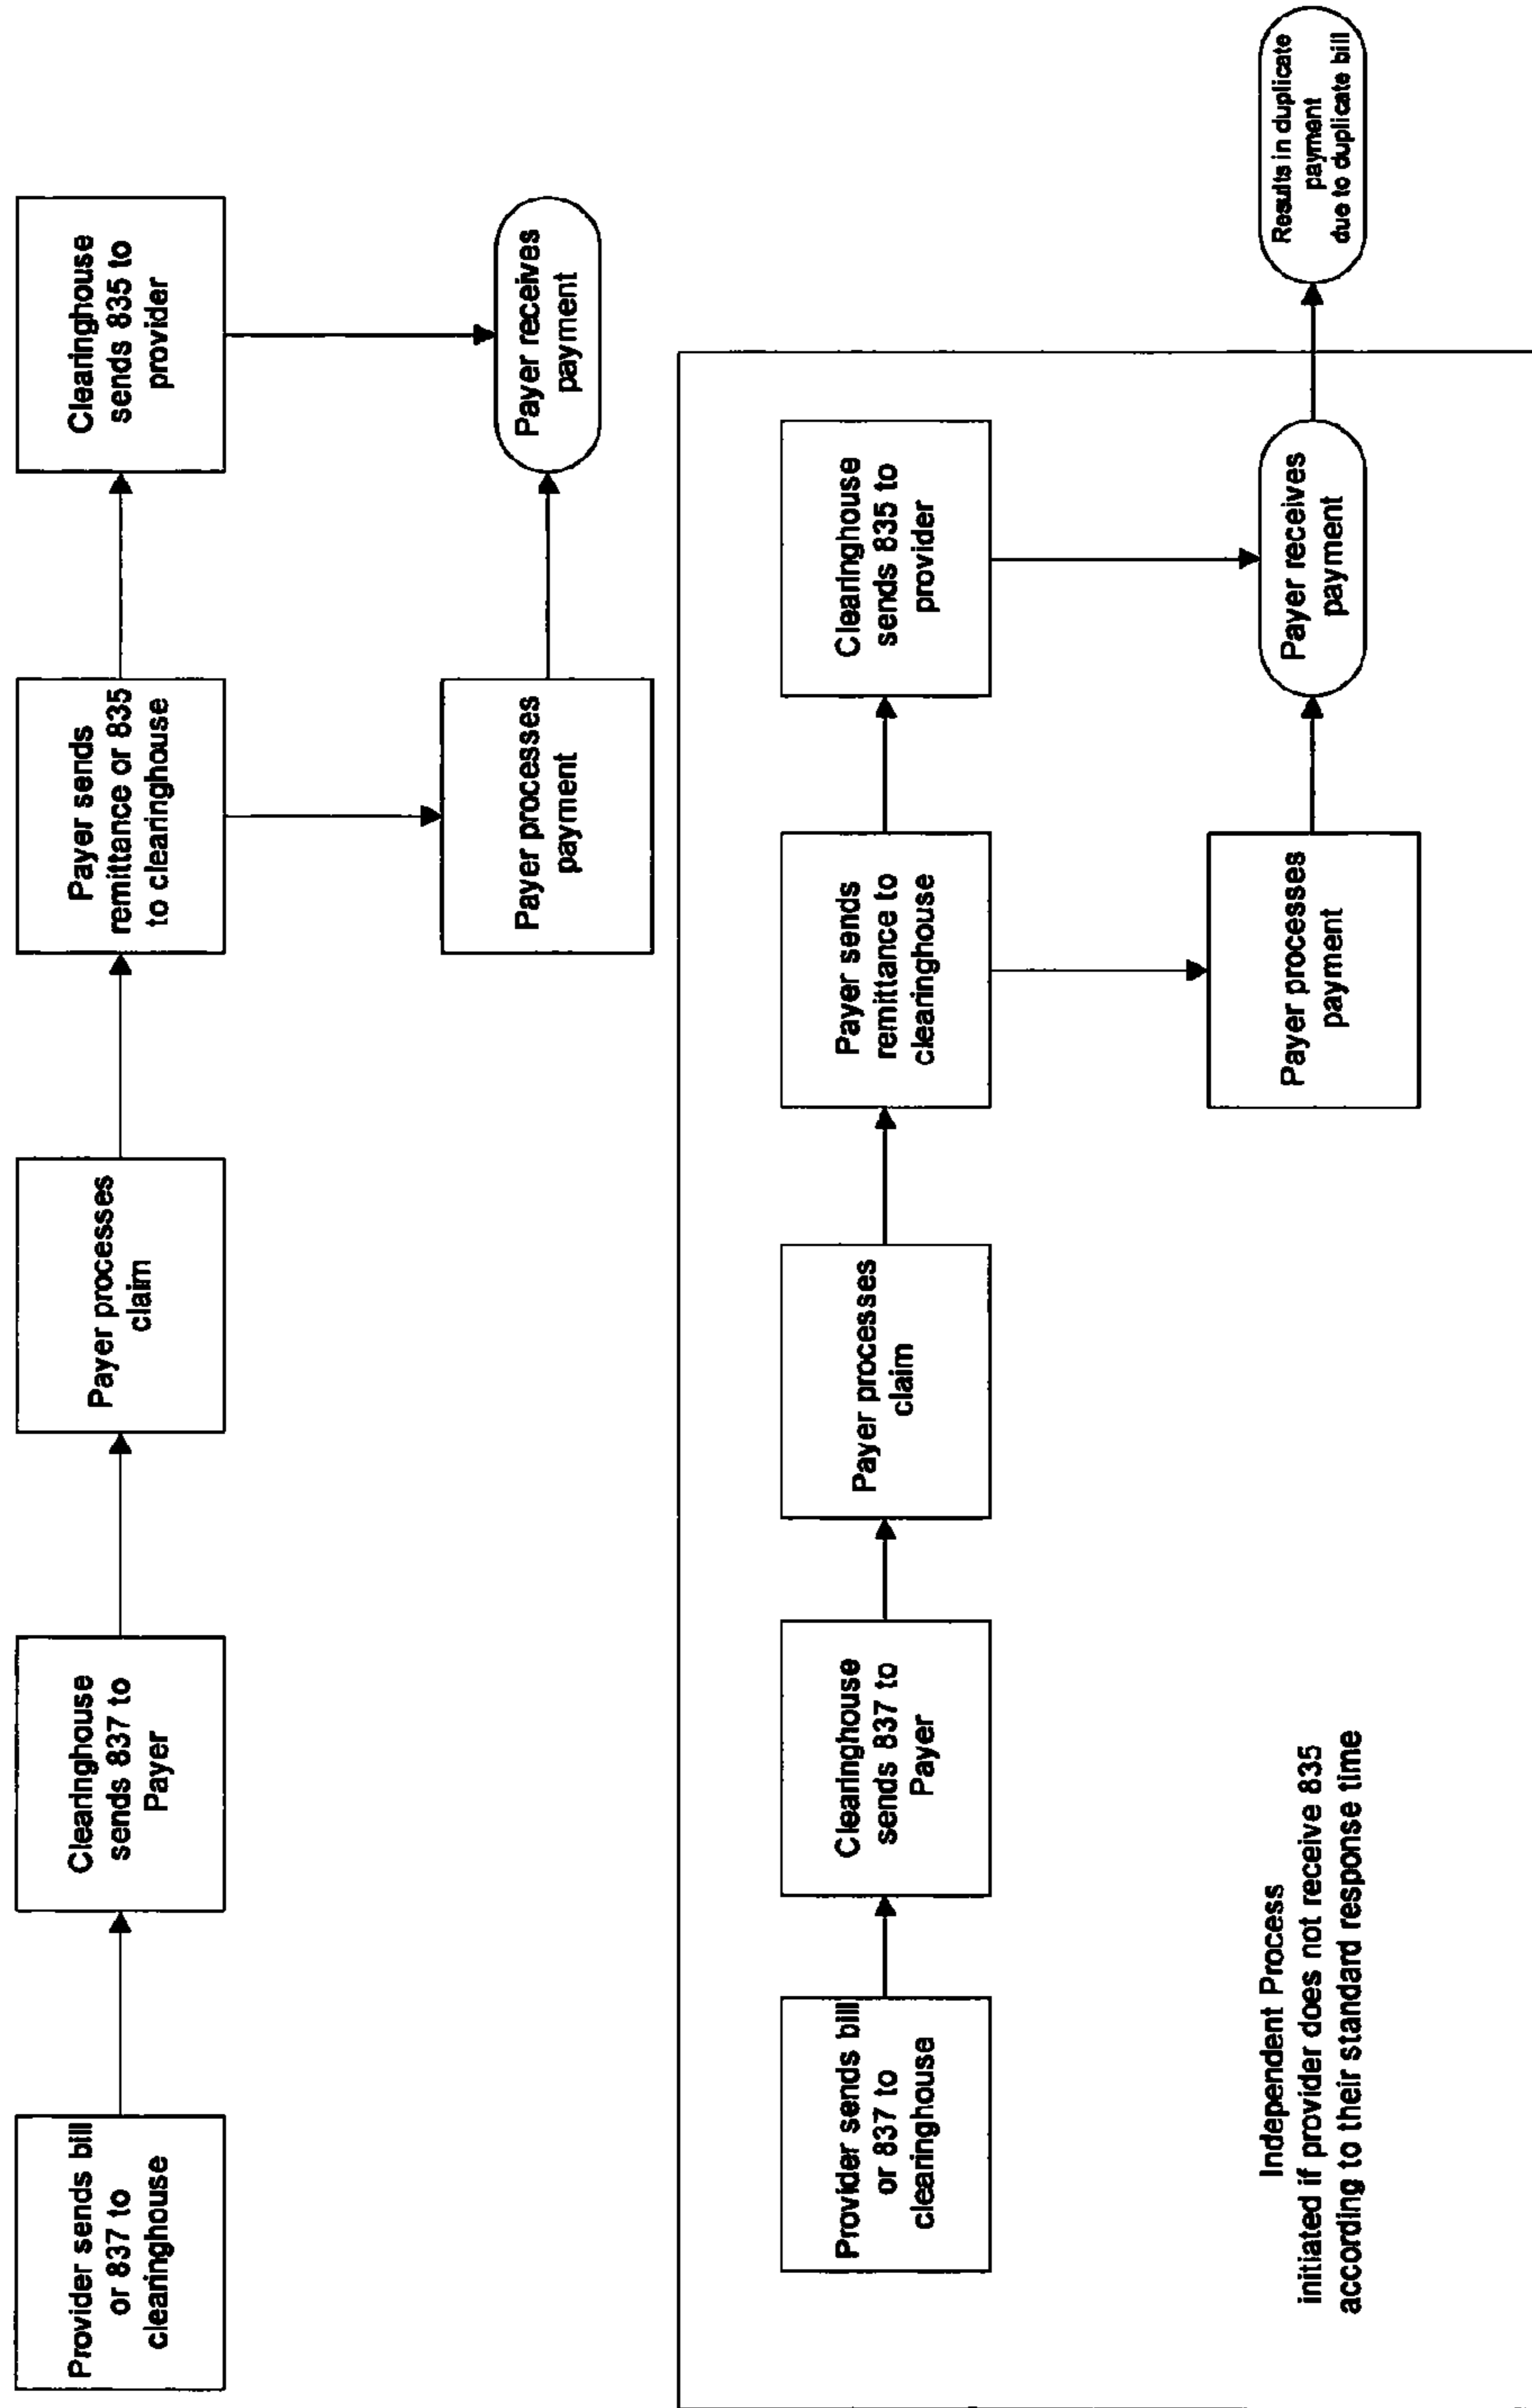 Provider sends bill
or 837 to
clearinghouse
Clearinghouse
sends 837 to
Payer
Payer processes
claim
Payer sends
remittance or 835
to clearinghouse
Clearinghouse
sends 835 to
provider
Payer processes
payment
Payer receives
payment
Provider sends bill
or 837 to
clearinghouse
Clearinghouse
sends 837 to
Payer
Payer processes
claim
Payer sends
remittance to
clearinghouse
Clearinghouse
sends 835 to
provider
Payer processes
payment
Payer receives
payment
Results in duplicate
payment
due to duplicate bill
Independent Process
initiated if provider does not receive 835
according to their standard response time